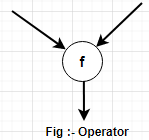 f
Fig :- Operator